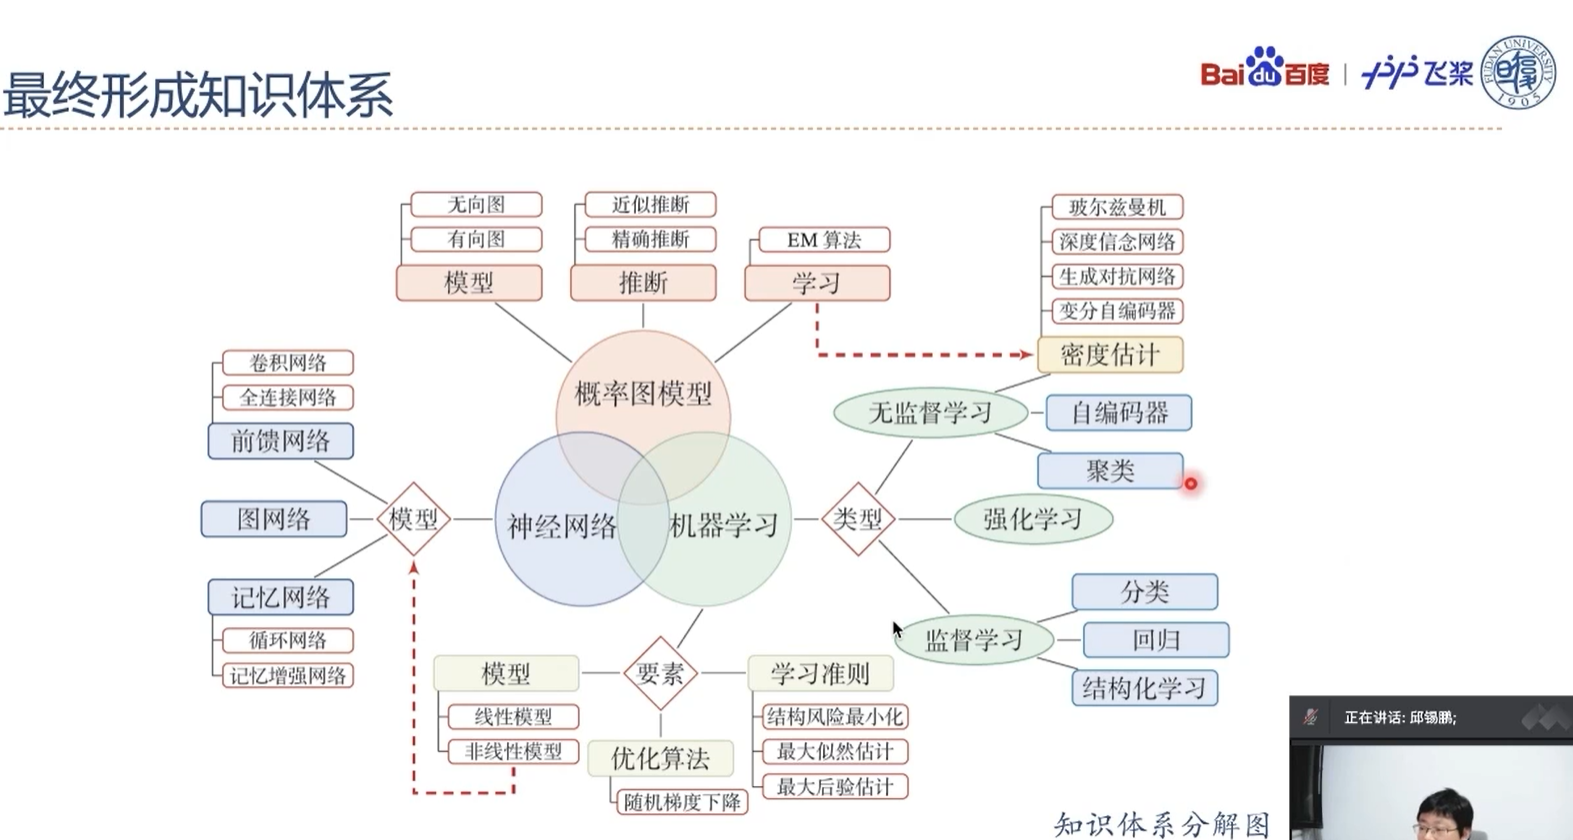 最终形成知识体系
Bai du 百度
飞桨
FUDAN UNIVERSITY
1905
无向图
有向图
模型
近似推断
精确推断
推断
EM 算法
学习
玻尔兹曼机
深度信念网络
生成对抗网络
变分自编码器
密度估计
概率图模型
神经网络
机器学习
卷积网络
全连接网络
前馈网络
图网络
记忆网络
循环网络
记忆增强网络
模型
类型
无监督学习
自编码器
聚类
强化学习
监督学习
分类
回归
结构化学习
要素
模型
线性模型
非线性模型
优化算法
随机梯度下降
学习准则
结构风险最小化
最大似然估计
最大后验估计
知识体系分解图
正在讲话: 邱锡鹏;